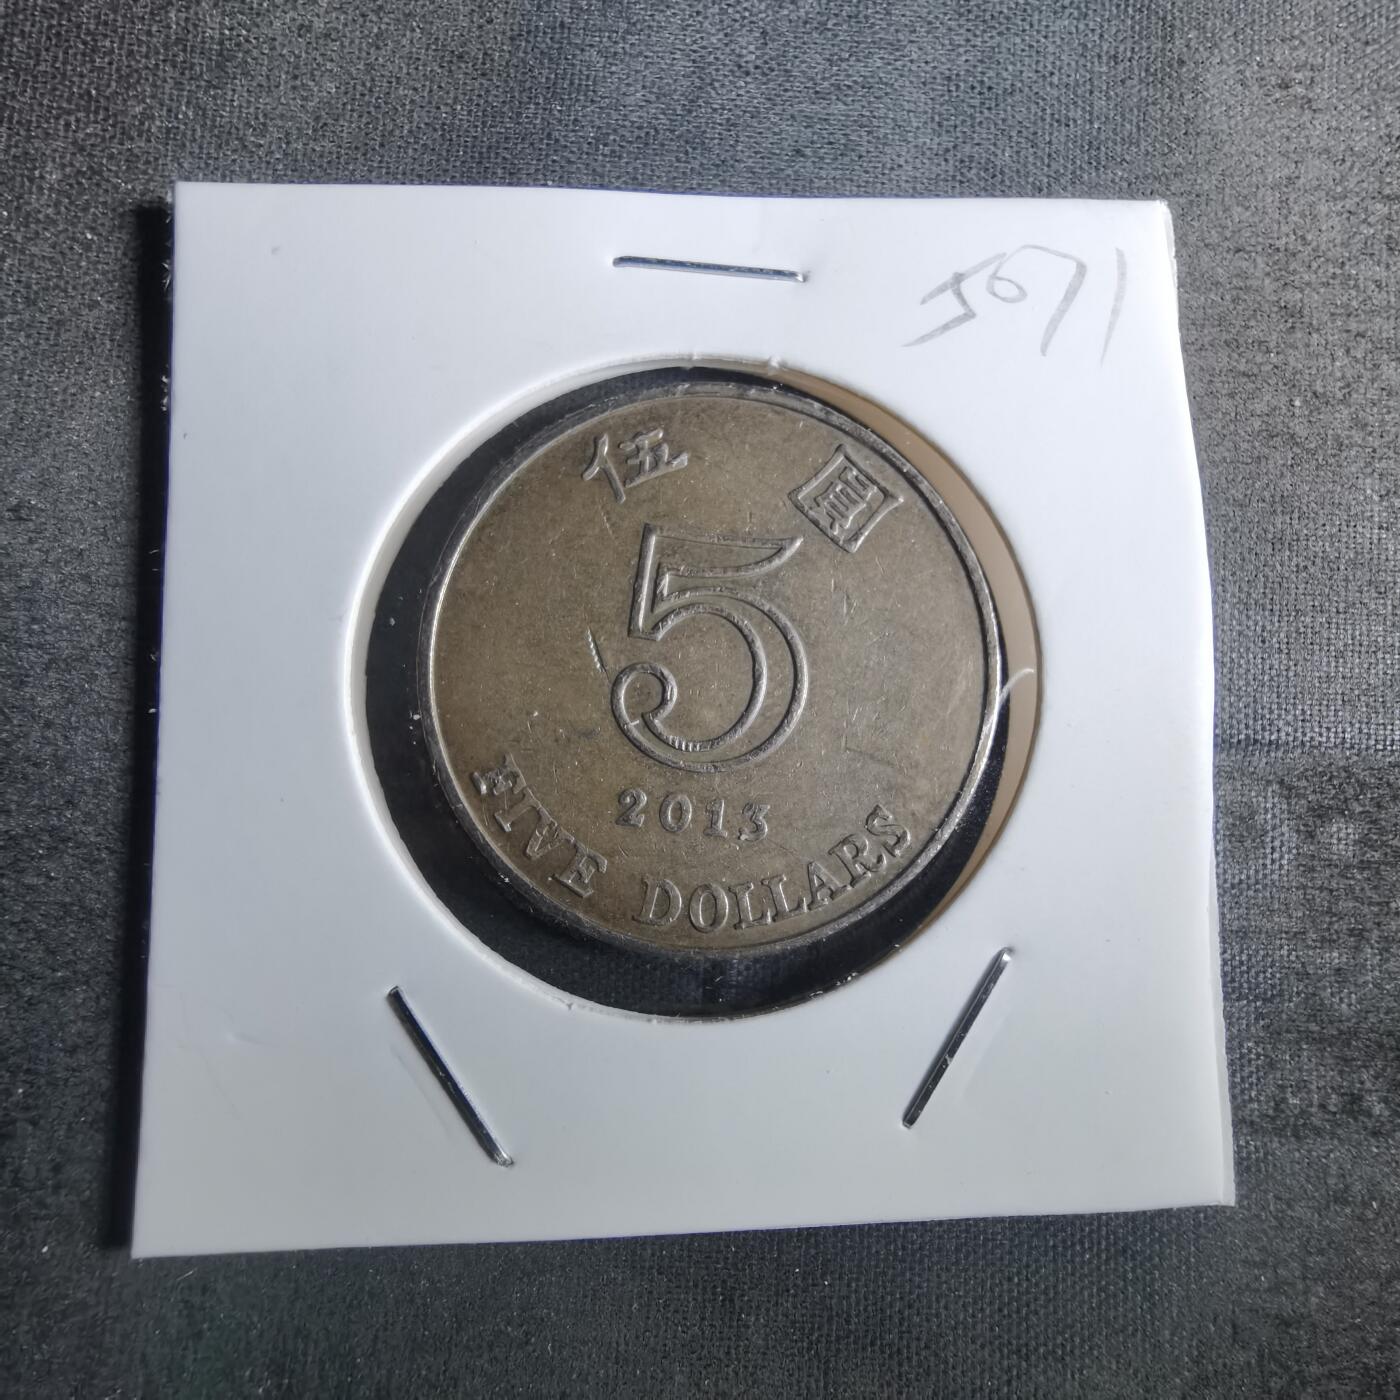 5071
伍 圓
5
2013
FIVE DOLLARS